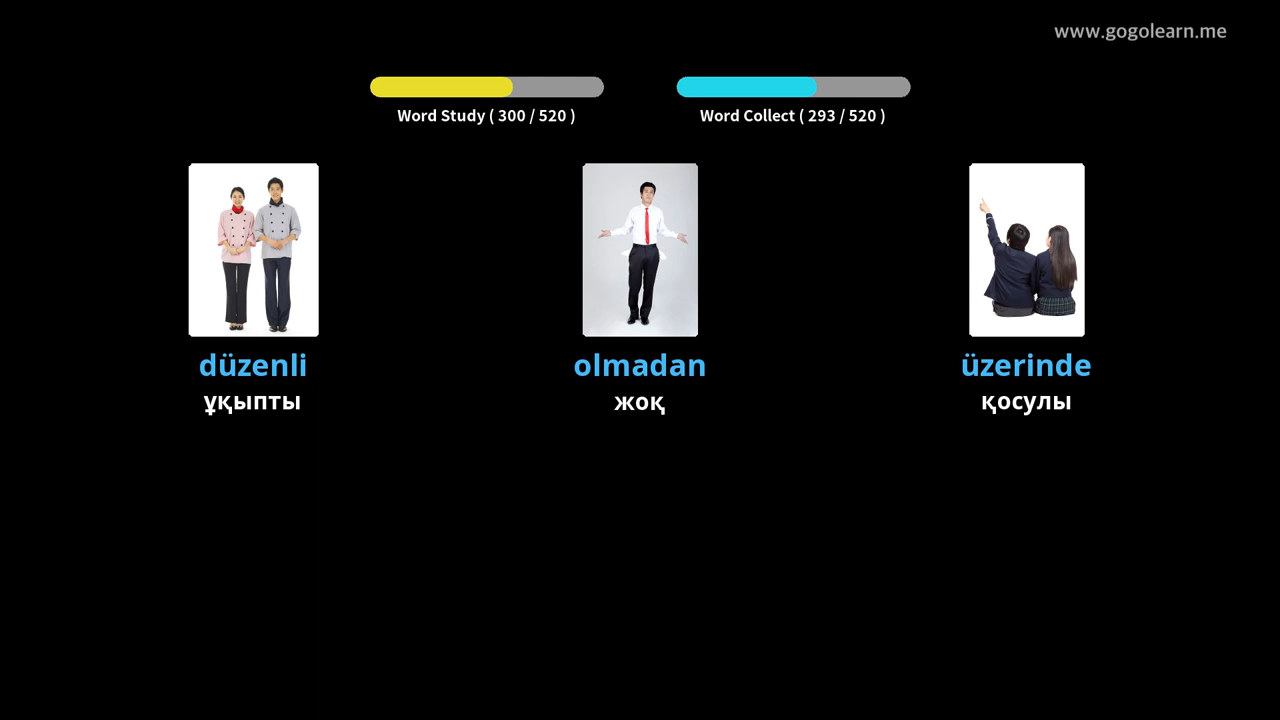 www.gogolearn.me
Word Study ( 300 / 520 )
Word Collect ( 293 / 520 )
düzenli
ұқыпты
olmadan
жоқ
üzerinde
қосулы